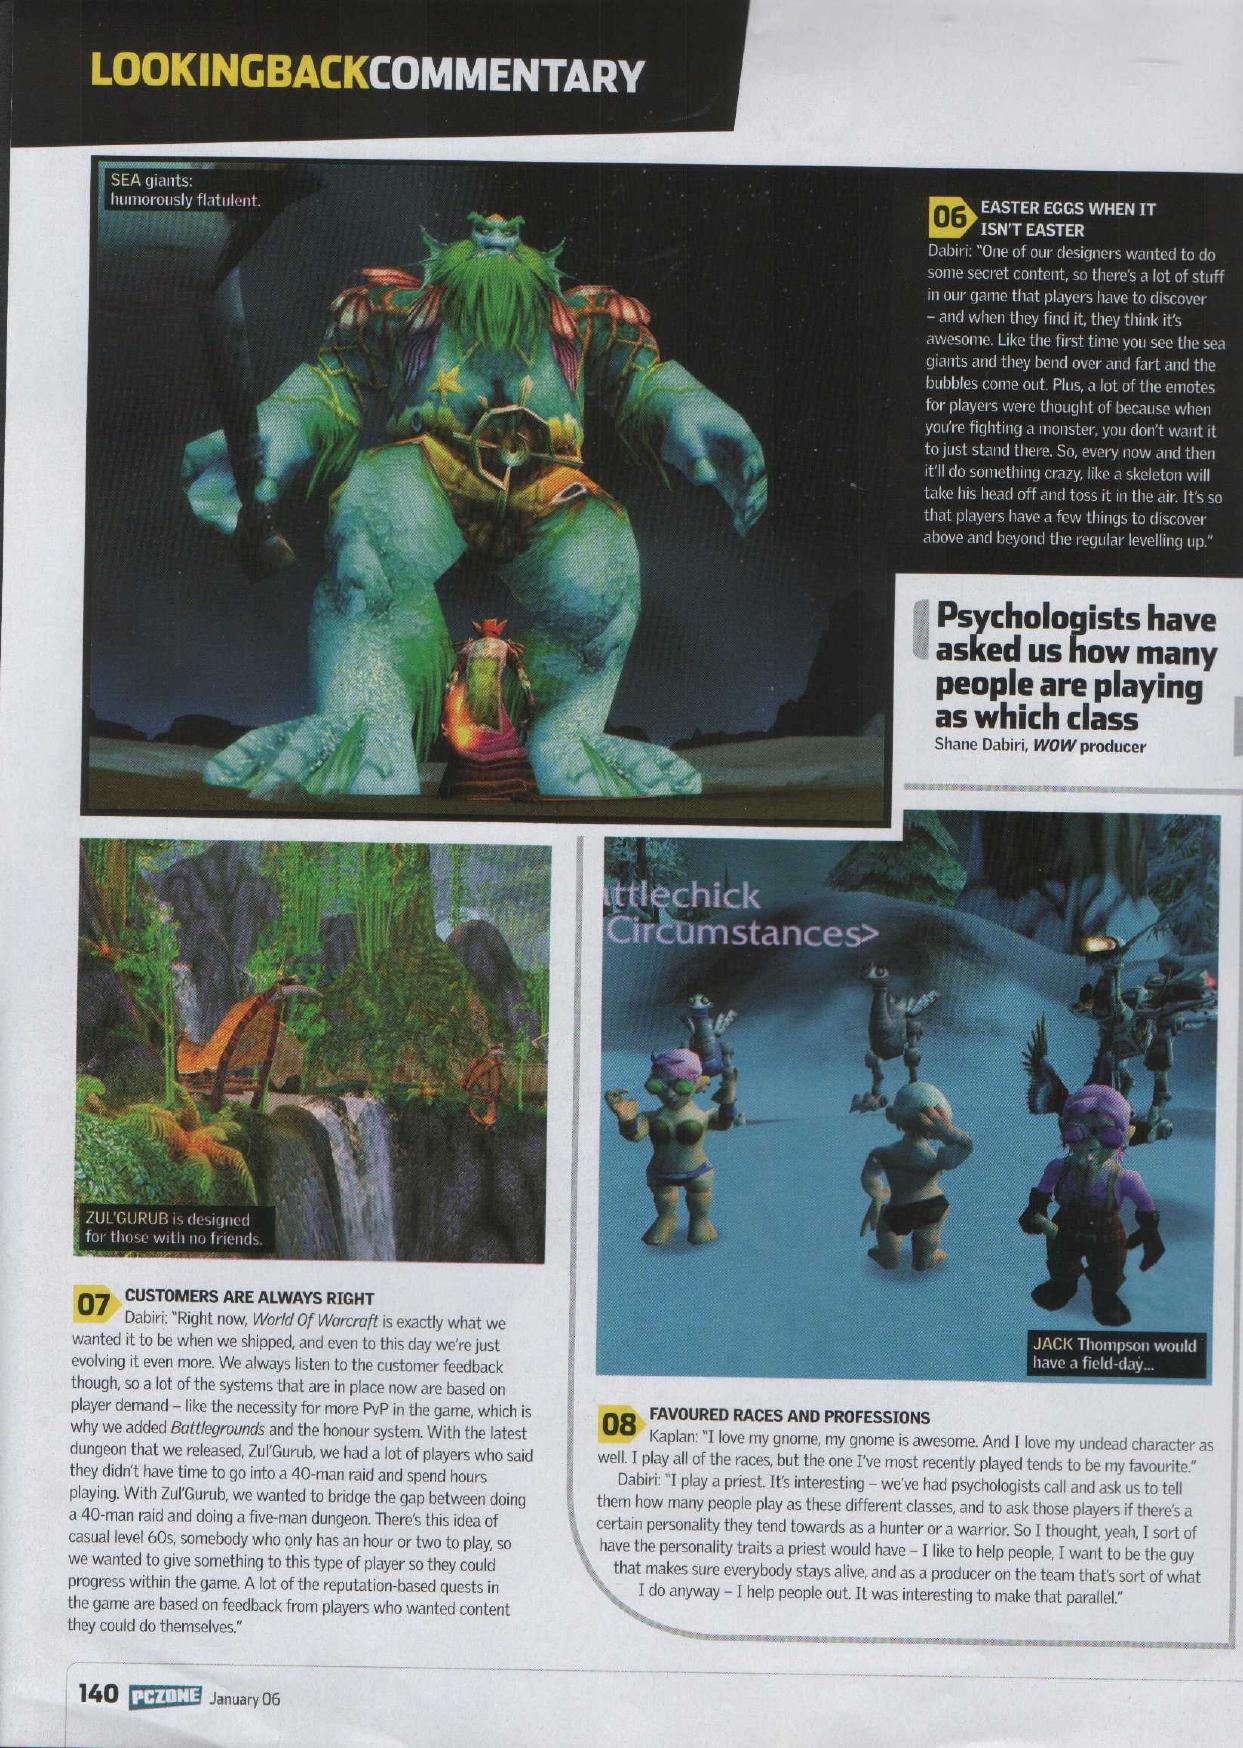 LOOKINGBACKCOMMENTARY
SEA giants:
humorously flatulent.
06 EASTER EGGS WHEN IT
ISN'T EASTER
Dabiri: "One of our designers wanted to do
some secret content, so there's a lot of stuff
in our game that players have to discover
– and when they find it, they think it's
awesome. Like the first time you see the sea
giants and they bend over and fart and the
bubbles come out. Plus, a lot of the emotes
for players were thought of because when
you're fighting a monster, you don't want it
to just stand there. So, every now and then
it'll do something crazy, like a skeleton will
take his head off and toss it in the air. It's so
that players have a few things to discover
above and beyond the regular levelling up."
Psychologists have
asked us how many
people are playing
as which class
Shane Dabiri, WOW producer
ZUL'GURUB is designed
for those with no friends.
07 CUSTOMERS ARE ALWAYS RIGHT
Dabiri: "Right now, World Of Warcraft is exactly what we
wanted it to be when we shipped, and even to this day we're just
evolving it even more. We always listen to the customer feedback
though, so a lot of the systems that are in place now are based on
player demand – like the necessity for more PvP in the game, which is
why we added Battlegrounds and the honour system. With the latest
dungeon that we released, Zul'Gurub, we had a lot of players who said
they didn't have time to go into a 40-man raid and spend hours
playing. With Zul'Gurub, we wanted to bridge the gap between doing
a 40-man raid and doing a five-man dungeon. There's this idea of
casual level 60s, somebody who only has an hour or two to play, so
we wanted to give something to this type of player so they could
progress within the game. A lot of the reputation-based quests in
the game are based on feedback from players who wanted content
they could do themselves."
ttlechick
Circumstances>
JACK Thompson would
have a field-day...
08 FAVOURED RACES AND PROFESSIONS
Kaplan: "I love my gnome, my gnome is awesome. And I love my undead character as
well. I play all of the races, but the one I've most recently played tends to be my favourite."
Dabiri: "I play a priest. It's interesting – we've had psychologists call and ask us to tell
them how many people play as these different classes, and to ask those players if there's a
certain personality they tend towards as a hunter or a warrior. So I thought, yeah, I sort of
have the personality traits a priest would have – I like to help people, I want to be the guy
that makes sure everybody stays alive, and as a producer on the team that's sort of what
I do anyway – I help people out. It was interesting to make that parallel."
140 PCZONE January 06